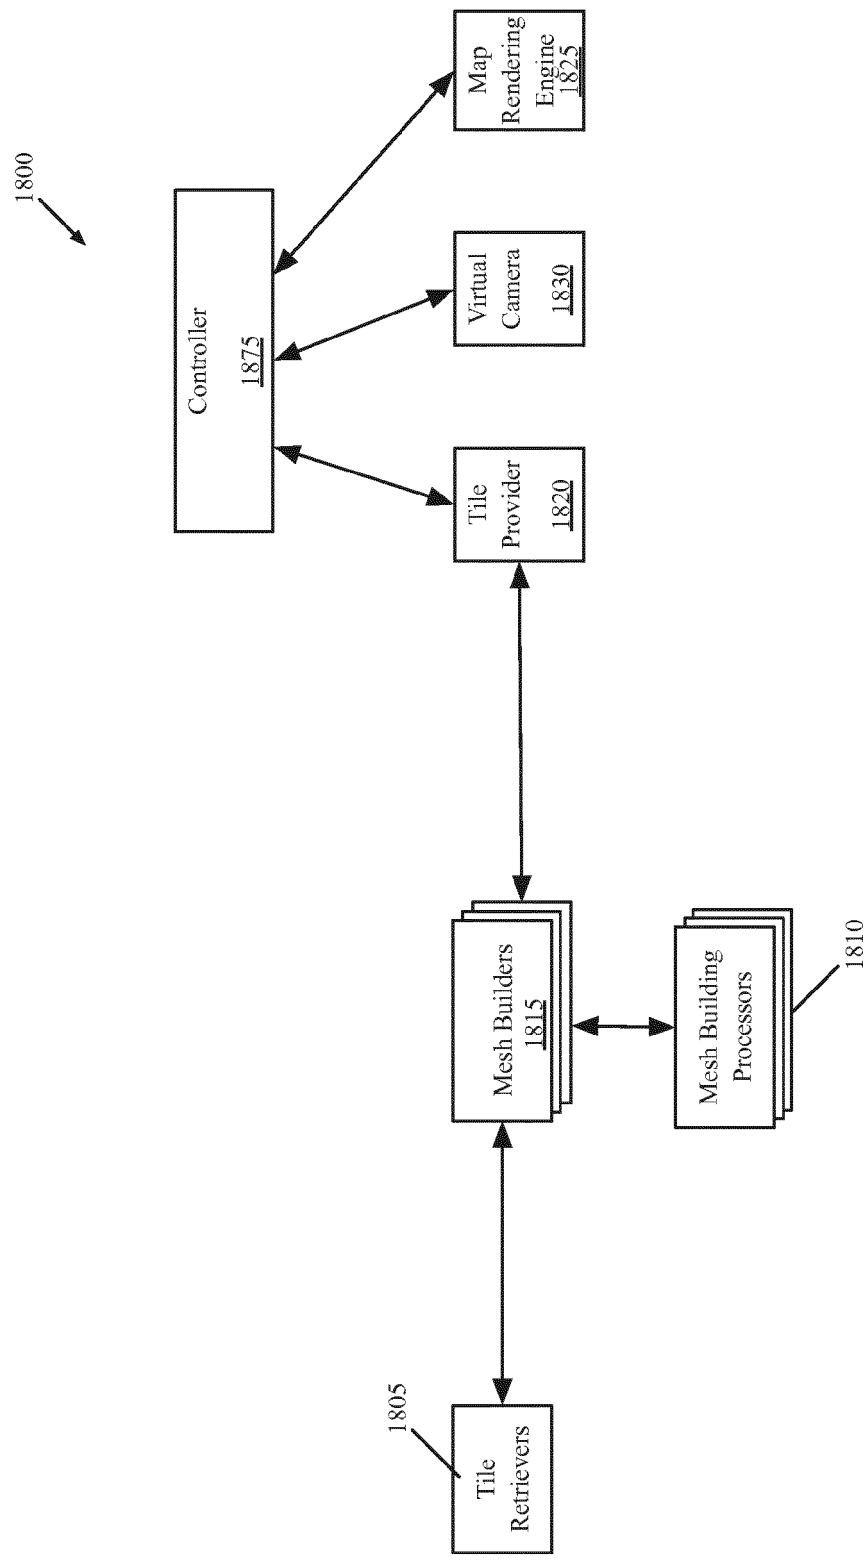 1800
Controller
1875
Tile
Retrievers
1805
Mesh Builders
1815
Mesh Building
Processors
1810
Tile
Provider
1820
Virtual
Camera
1830
Map
Rendering
Engine
1825